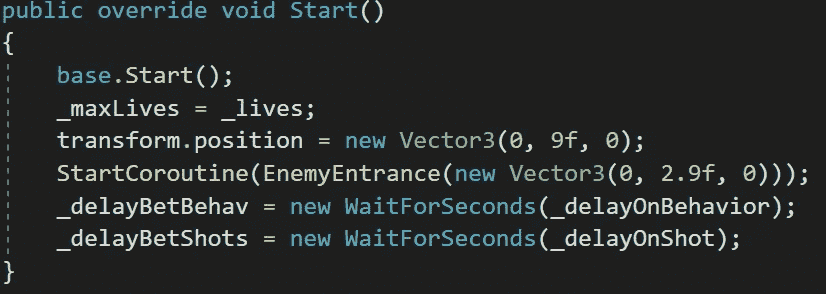 public override void Start()
{
base.Start();
_maxLives = _lives;
transform.position = new Vector3(0, 9f, 0);
StartCoroutine(EnemyEntrance(new Vector3(0, 2.9f, 0)));
_delayBetBehav = new WaitForSeconds(_delayOnBehavior);
_delayBetShots = new WaitForSeconds(_delayOnShot);
}